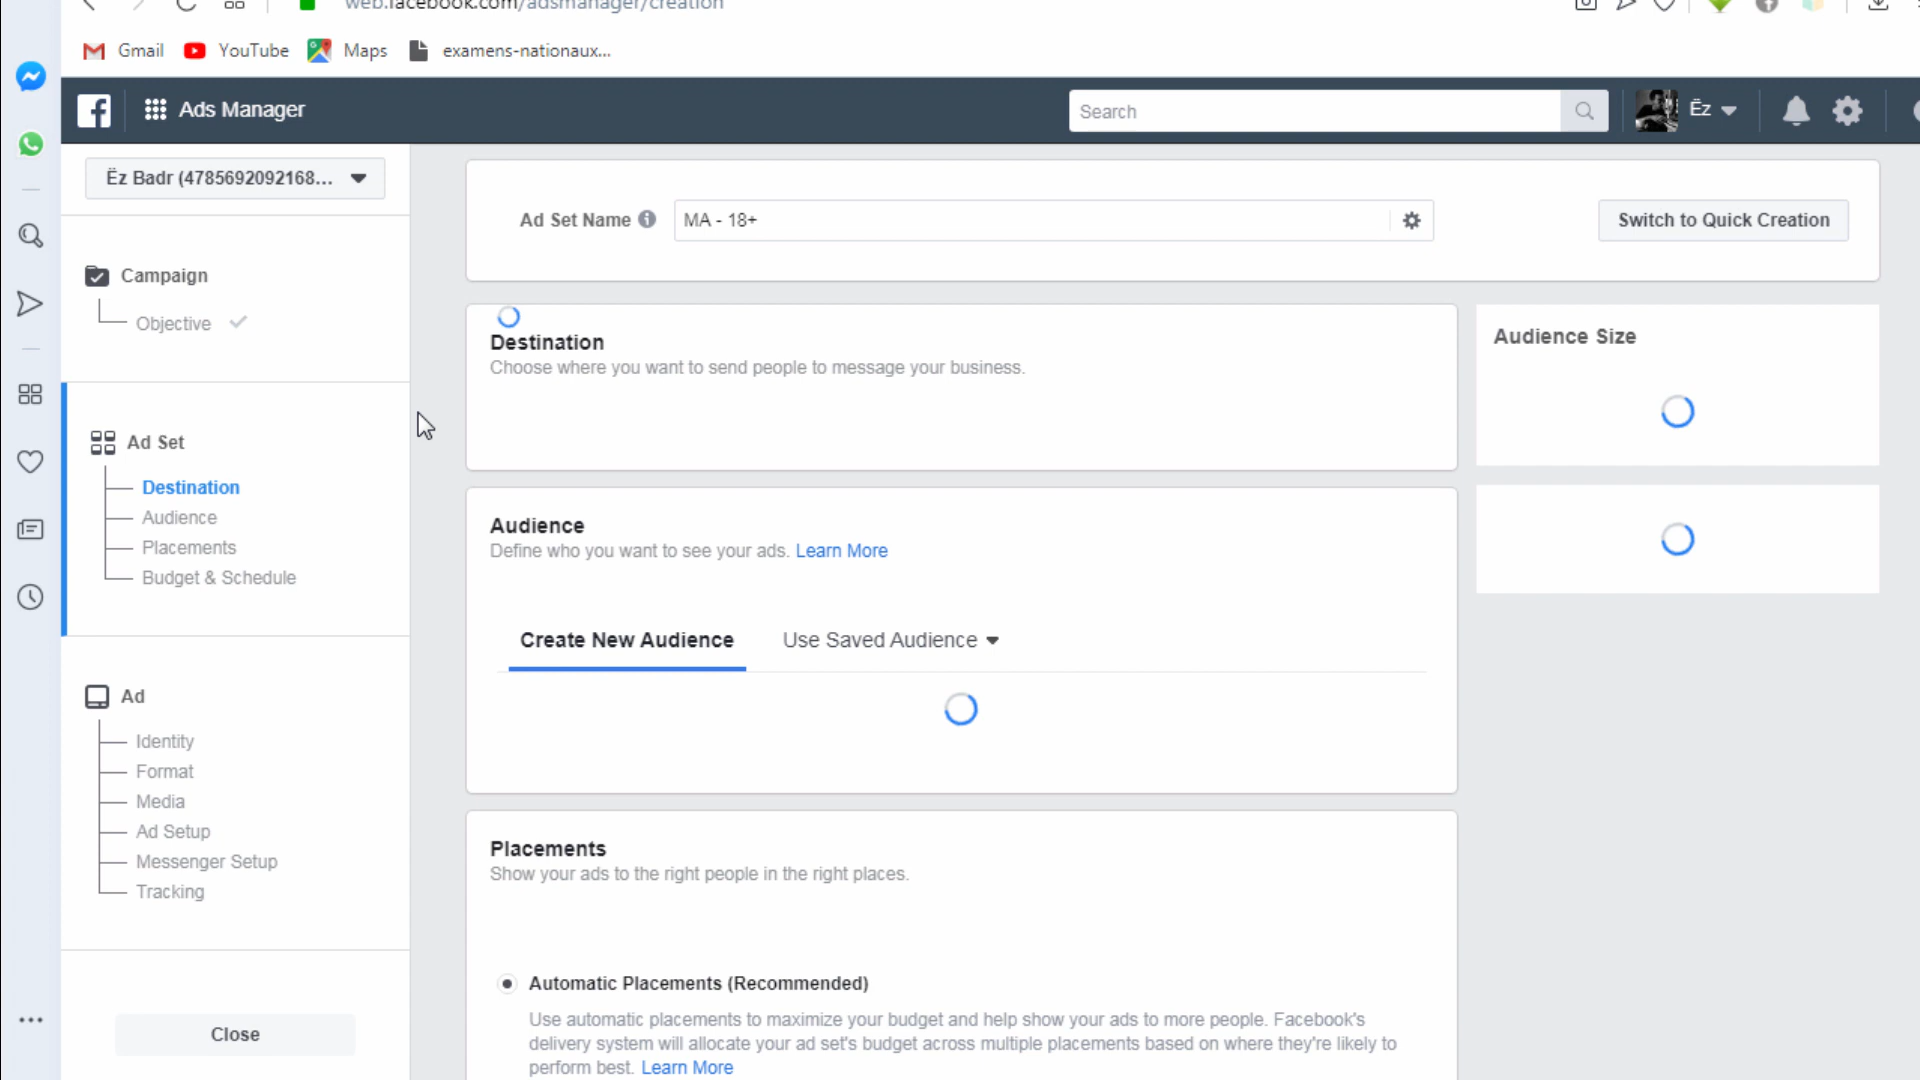 web.facebook.com/adsmanager/creation
Gmail YouTube Maps examens-nationaux...
Ads Manager
Search
Ëz
Ëz Badr (4785692092168...
Campaign
Objective
Ad Set
Destination
Audience
Placements
Budget & Schedule
Ad
Identity
Format
Media
Ad Setup
Messenger Setup
Tracking
Close
Ad Set Name
MA - 18+
Switch to Quick Creation
Destination
Choose where you want to send people to message your business.
Audience
Define who you want to see your ads. Learn More
Create New Audience
Use Saved Audience
Placements
Show your ads to the right people in the right places.
Automatic Placements (Recommended)
Use automatic placements to maximize your budget and help show your ads to more people. Facebook's
delivery system will allocate your ad set's budget across multiple placements based on where they're likely to
perform best. Learn More
Audience Size